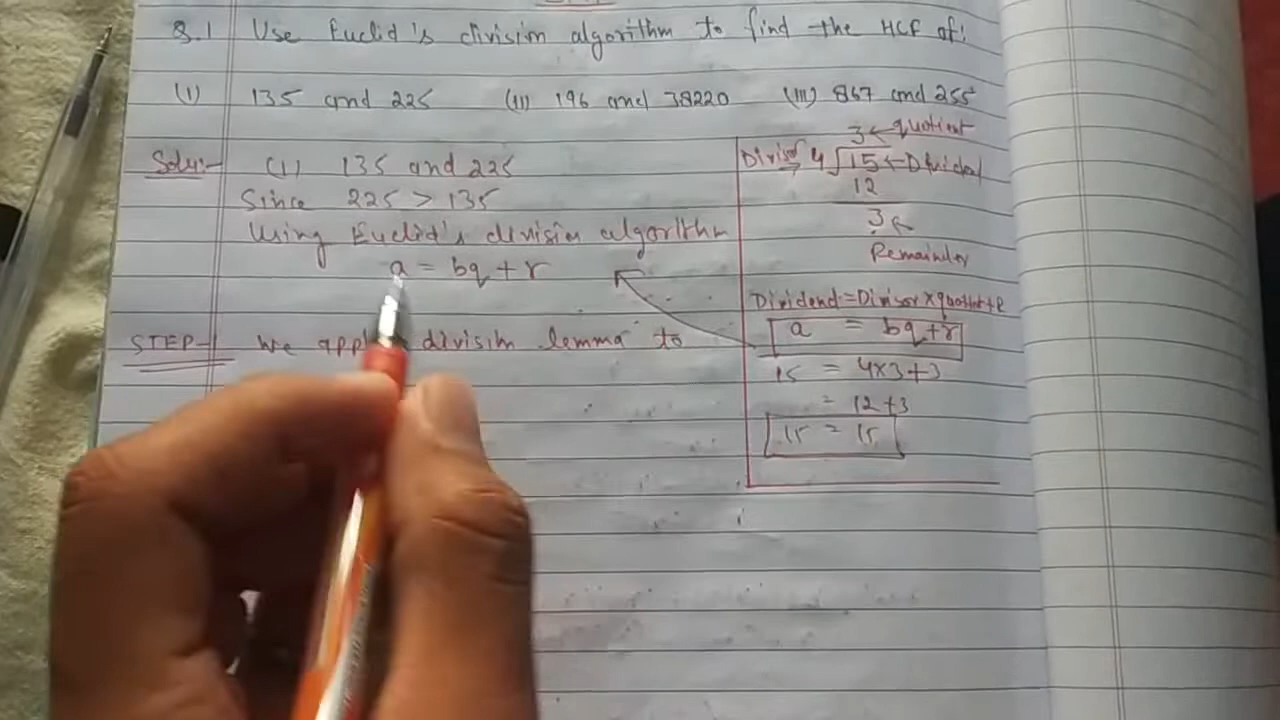 Q.1 Use Euclid's division algorithm to find the HCF of:
(I) 135 and 225 (II) 196 and 38220 (III) 867 and 255
Soln:- (I) 135 and 225
Since 225 > 135
Using Euclid's division algorithm
a = bq + r
STEP-1 We apply division lemma to
3 ← quotient
Divisor → 4 √15 ← Dividend
12
3 ←
Remainder
Dividend = Divisor × quotient + R
a = bq + r
15 = 4×3+3
= 12+3
15 = 15